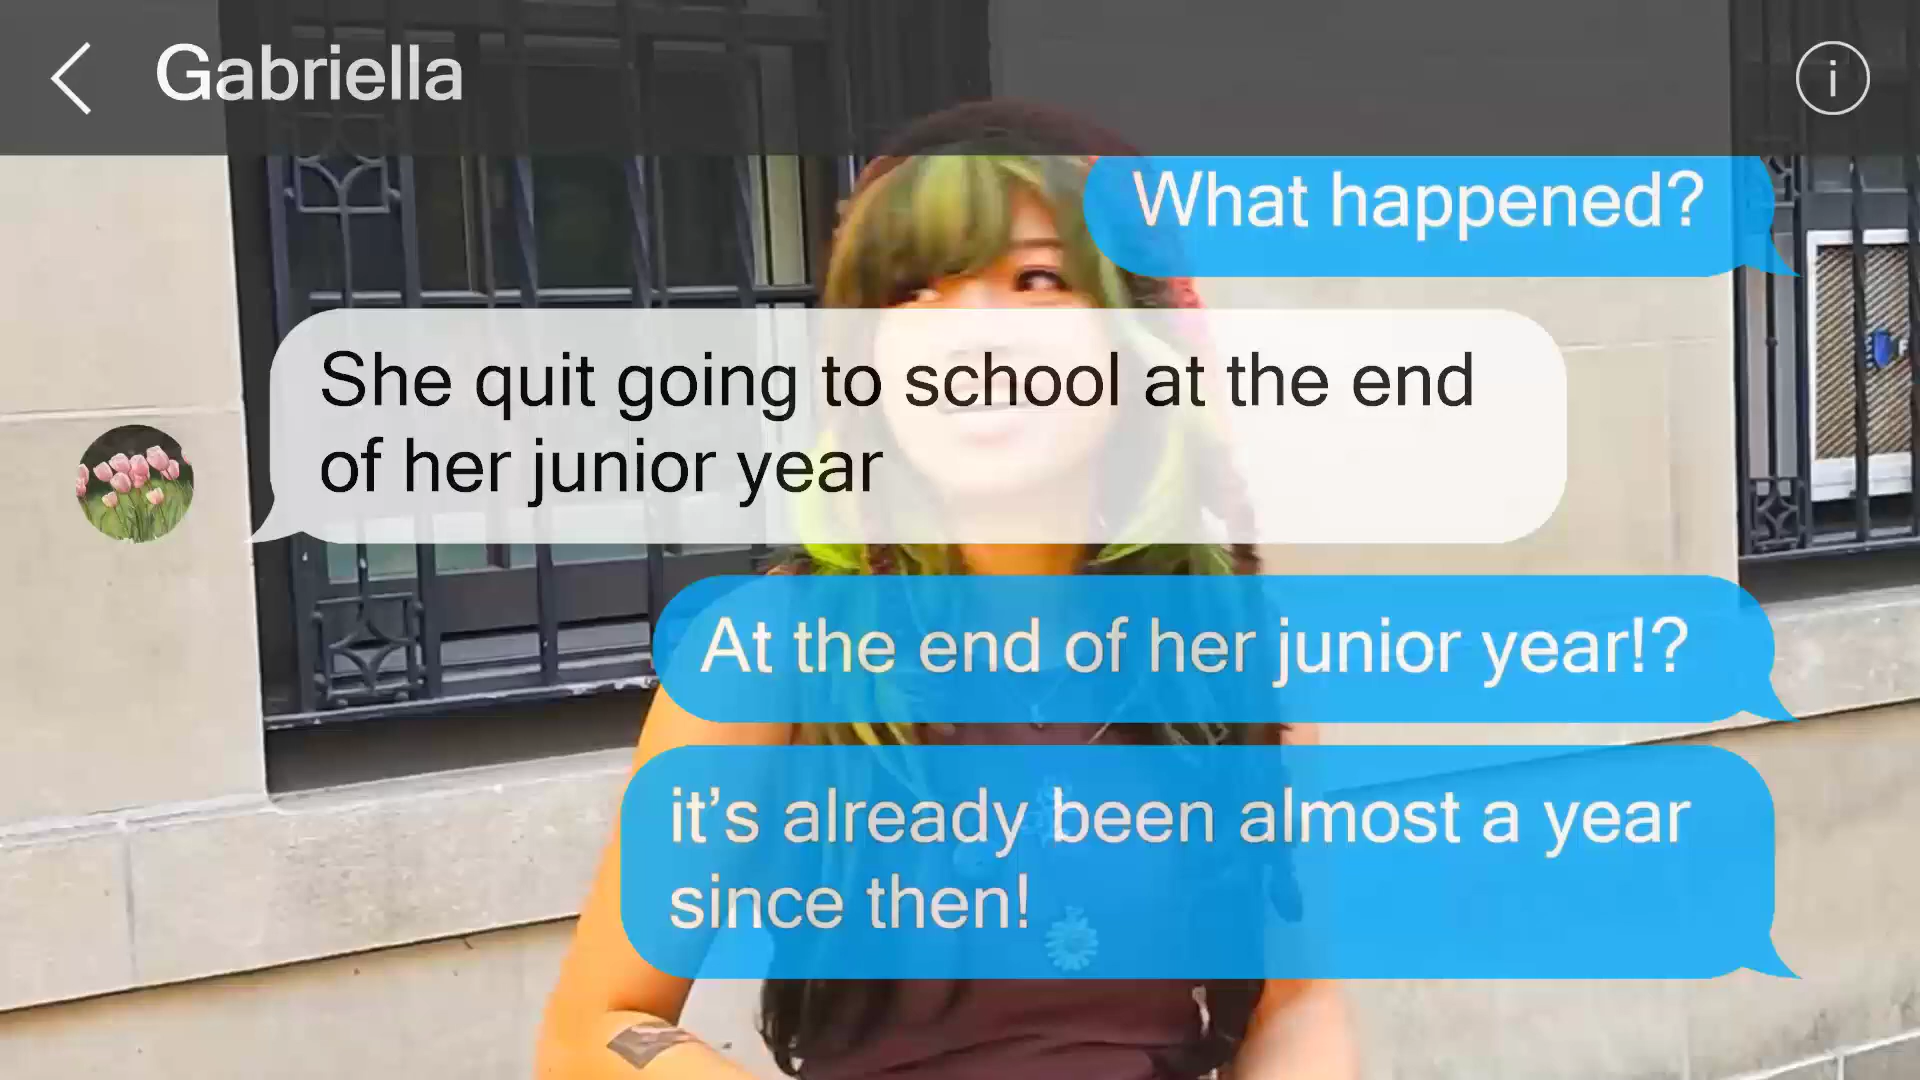 Gabriella
What happened?
She quit going to school at the end
of her junior year
At the end of her junior year!?
it’s already been almost a year
since then!